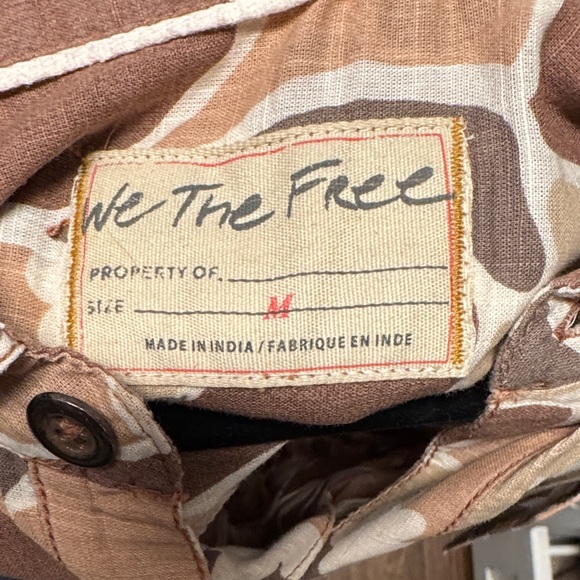 We The Free
PROPERTY OF.
SIZE M
MADE IN INDIA / FABRIQUE EN INDE